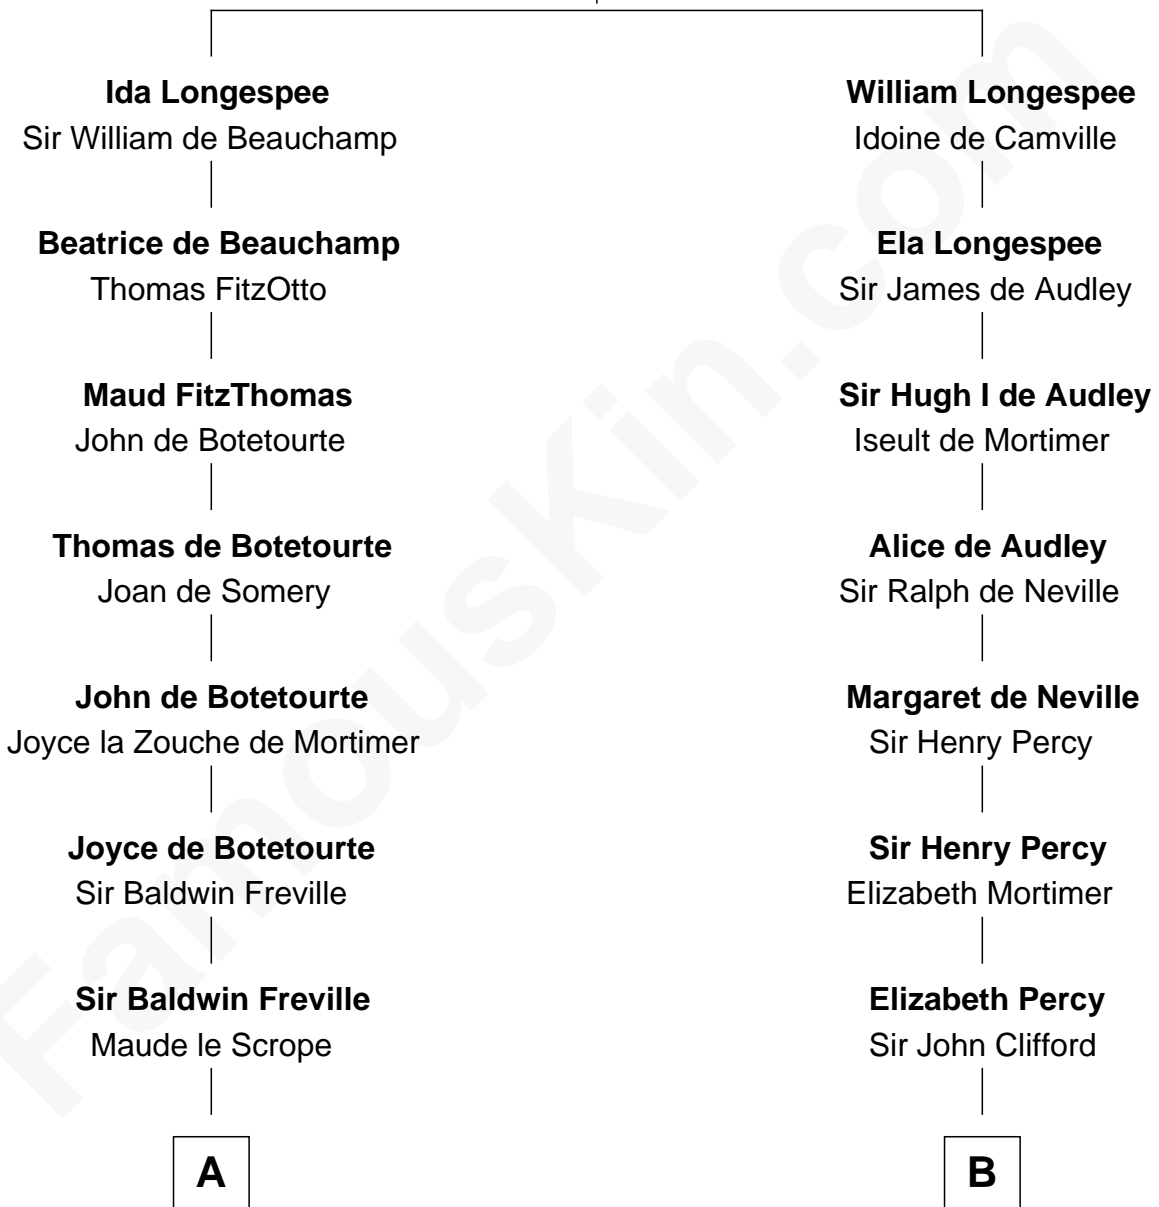 Ida Longespee
Sir William de Beauchamp
Beatrice de Beauchamp
Thomas FitzOtto
Maud FitzThomas
John de Botetourte
Thomas de Botetourte
Joan de Somery
John de Botetourte
Joyce la Zouche de Mortimer
Joyce de Botetourte
Sir Baldwin Freville
Sir Baldwin Freville
Maude le Scrope
A
William Longespee
Idoine de Camville
Ela Longespee
Sir James de Audley
Sir Hugh I de Audley
Iseult de Mortimer
Alice de Audley
Sir Ralph de Neville
Margaret de Neville
Sir Henry Percy
Sir Henry Percy
Elizabeth Mortimer
Elizabeth Percy
Sir John Clifford
B
FamousKin.com